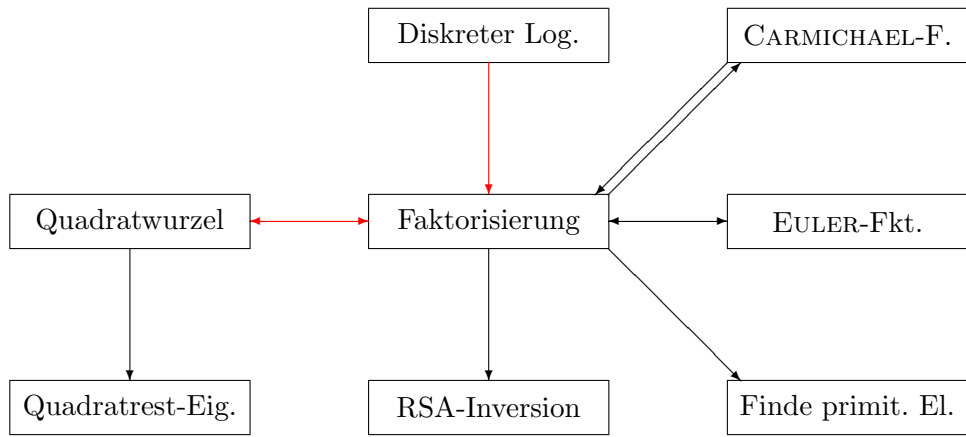 Diskreter Log.
CARMICHAEL-F.
Quadratwurzel
Faktorisierung
EULER-Fkt.
Quadratrest-Eig.
RSA-Inversion
Finde primit. El.